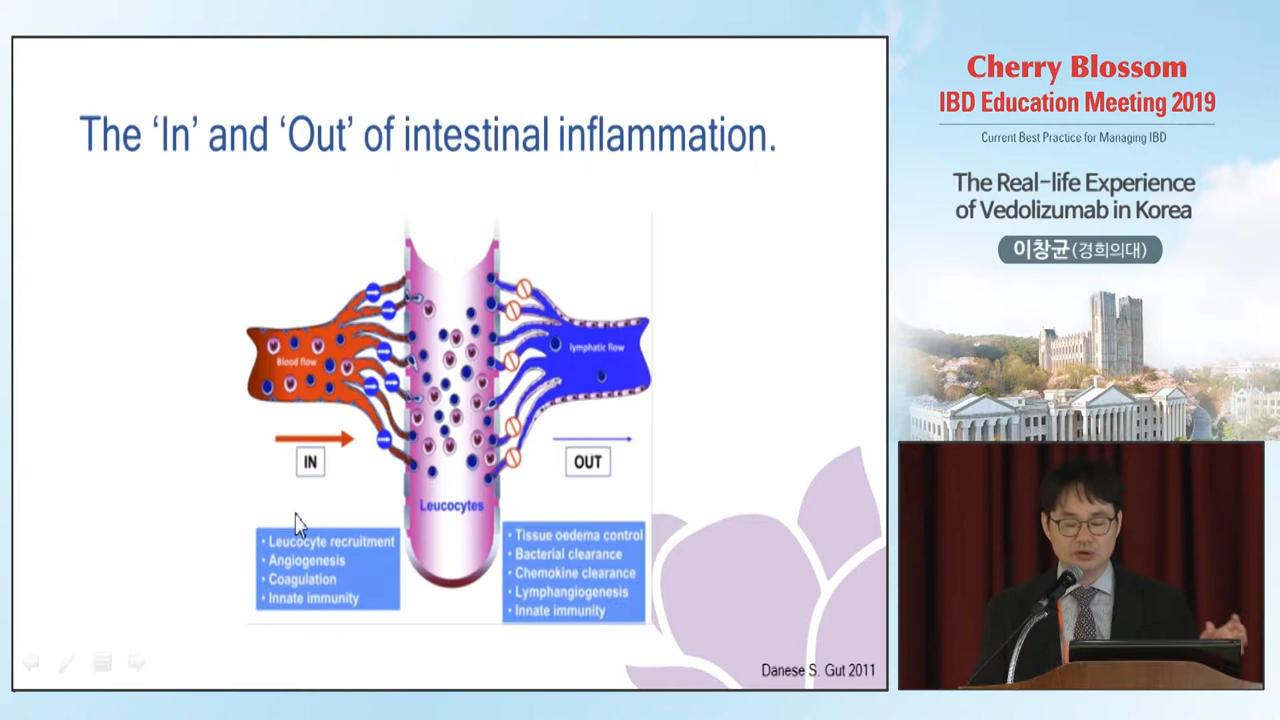 The 'In' and 'Out' of intestinal inflammation.
Blood flow
lymphatic flow
IN
OUT
Leucocytes
• Leucocyte recruitment
• Angiogenesis
• Coagulation
• Innate immunity
• Tissue oedema control
• Bacterial clearance
• Chemokine clearance
• Lymphangiogenesis
• Innate immunity
Danese S. Gut 2011
Cherry Blossom
IBD Education Meeting 2019
Current Best Practice for Managing IBD
The Real-life Experience
of Vedolizumab in Korea
이창균(경희의대)